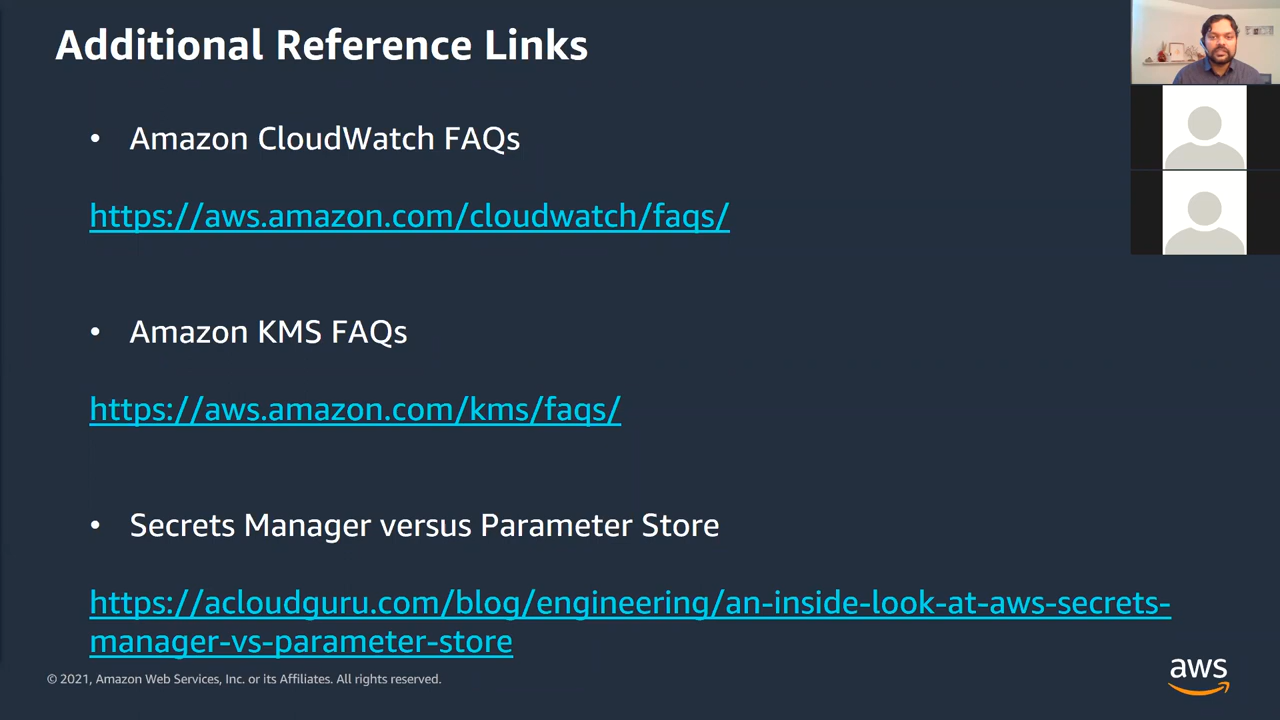 Additional Reference Links
• Amazon CloudWatch FAQs
https://aws.amazon.com/cloudwatch/faqs/
• Amazon KMS FAQs
https://aws.amazon.com/kms/faqs/
• Secrets Manager versus Parameter Store
https://acloudguru.com/blog/engineering/an-inside-look-at-aws-secrets-
manager-vs-parameter-store
© 2021, Amazon Web Services, Inc. or its Affiliates. All rights reserved.
aws